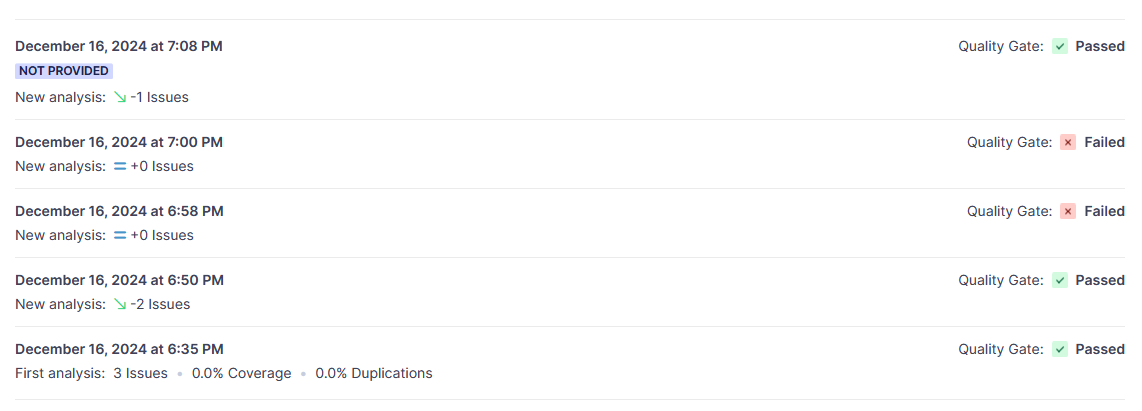 December 16, 2024 at 7:08 PM Quality Gate: Passed
NOT PROVIDED
New analysis: -1 Issues
December 16, 2024 at 7:00 PM Quality Gate: Failed
New analysis: +0 Issues
December 16, 2024 at 6:58 PM Quality Gate: Failed
New analysis: +0 Issues
December 16, 2024 at 6:50 PM Quality Gate: Passed
New analysis: -2 Issues
December 16, 2024 at 6:35 PM Quality Gate: Passed
First analysis: 3 Issues • 0.0% Coverage • 0.0% Duplications